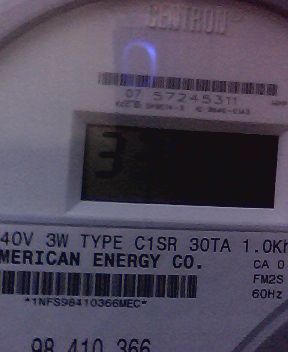 CENTRON
07 57245311
3
40V 3W TYPE C1SR 30TA 1.0Kh
MERICAN ENERGY CO.
CA 0
FM2S
60Hz
*1NFS98410366MEC*
98 410 366